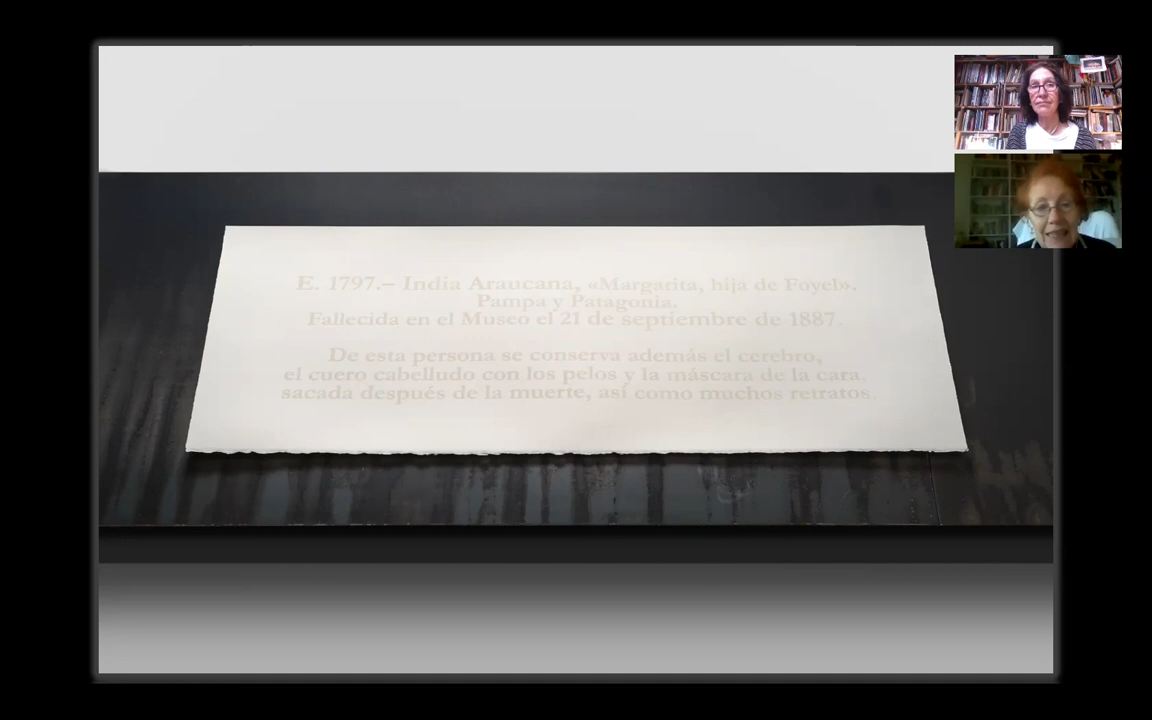 E. 1797.– India Araucana, «Margarita, hija de Foyel».
Pampa y Patagonia.
Fallecida en el Museo el 21 de septiembre de 1887.
De esta persona se conserva además el cerebro,
el cuero cabelludo con los pelos y la máscara de la cara,
sacada después de la muerte, así como muchos retratos.